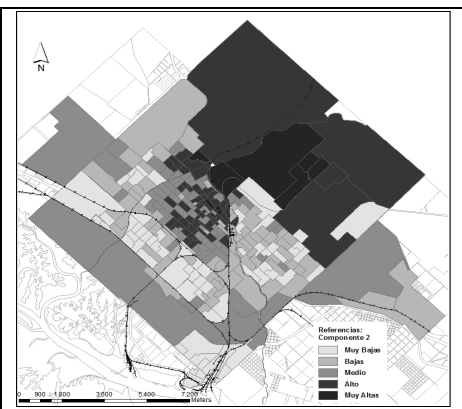 N
Referencias:
Componente 2
Muy Bajas
Bajas
Medio
Alto
Muy Altas
0 900 1.800 3.600 5.400 7.200
Meters